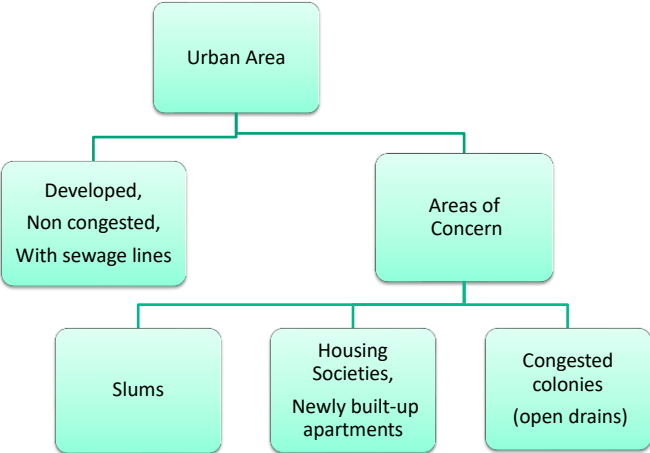 Urban Area
Developed,
Non congested,
With sewage lines
Areas of
Concern
Slums
Housing
Societies,
Newly built-up
apartments
Congested
colonies
(open drains)